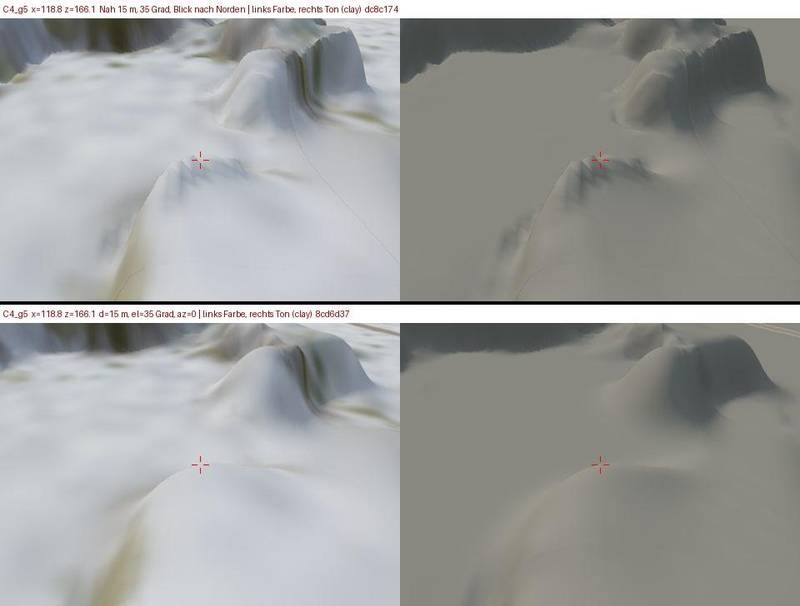 C4_g5 x=118.8 z=166.1 Nah 15 m, 35 Grad, Blick nach Norden | links Farbe, rechts Ton (clay) dc8c174
C4_g5 x=118.8 z=166.1 d=15 m, el=35 Grad, az=0 | links Farbe, rechts Ton (clay) 8cd6d37